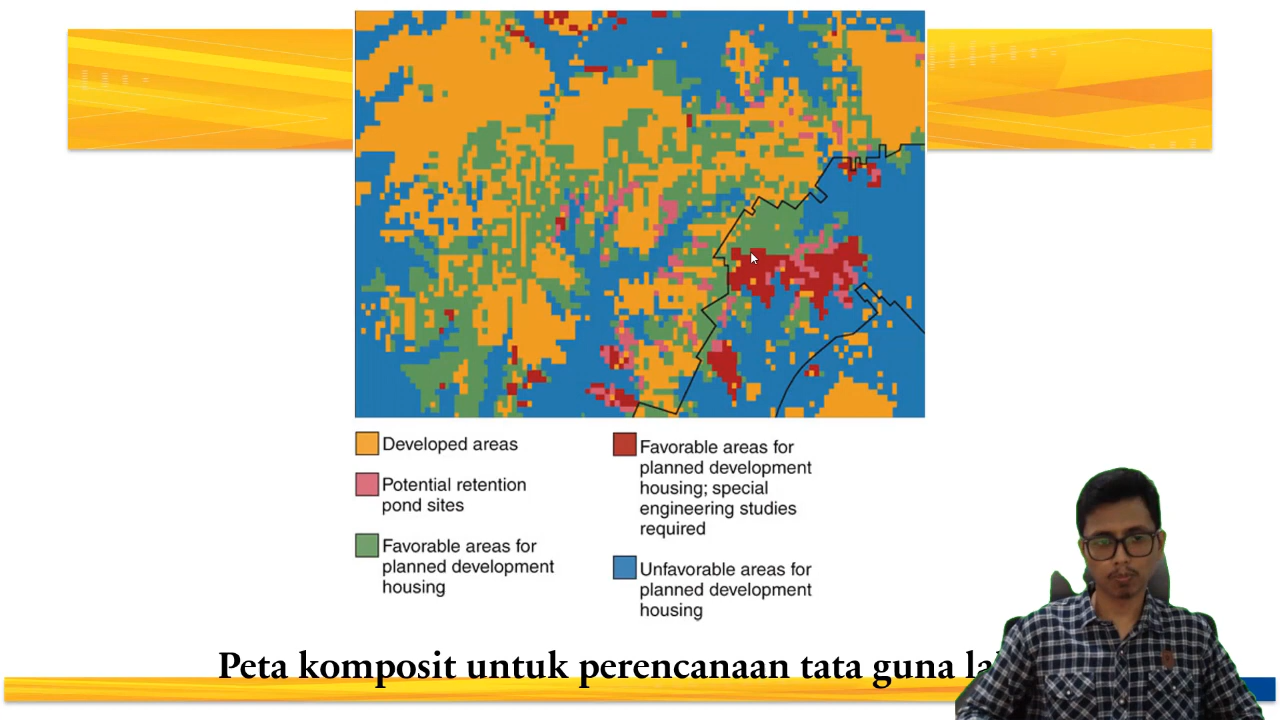 Developed areas
Potential retention
pond sites
Favorable areas for
planned development
housing
Favorable areas for
planned development
housing; special
engineering studies
required
Unfavorable areas for
planned development
housing
Peta komposit untuk perencanaan tata guna